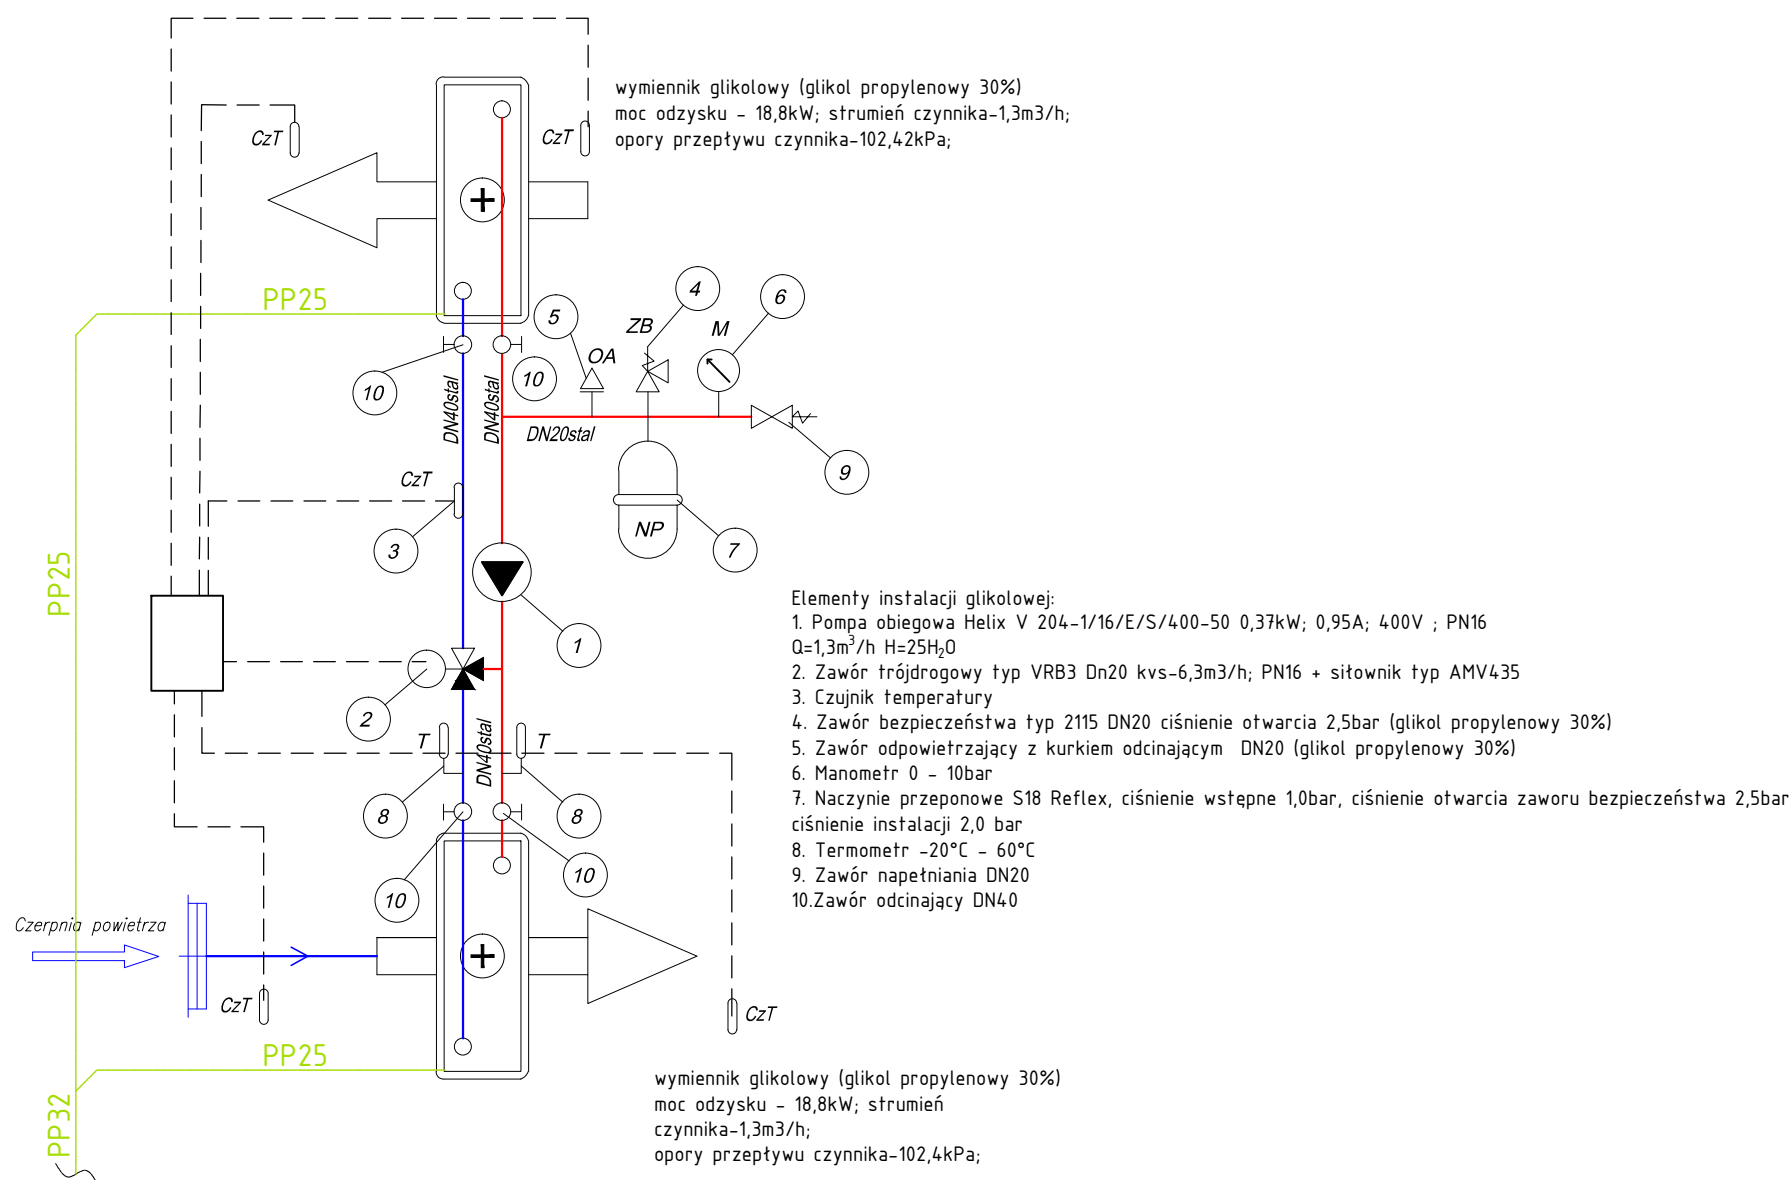 wymiennik glikolowy (glikol propylenowy 30%)
moc odzysku - 18,8kW; strumień czynnika-1,3m3/h;
opory przepływu czynnika-102,42kPa;
CzT
CzT
PP25
5
4
6
ZB
M
OA
10
10
DN40stal
DN40stal
DN20stal
9
CzT
NP
3
7
PP25
1
2
Elementy instalacji glikolowej:
1. Pompa obiegowa Helix V 204-1/16/E/S/400-50 0,37kW; 0,95A; 400V ; PN16
Q=1,3m³/h H=25H₂O
2. Zawór trójdrogowy typ VRB3 Dn20 kvs-6,3m3/h; PN16 + siłownik typ AMV435
3. Czujnik temperatury
4. Zawór bezpieczeństwa typ 2115 DN20 ciśnienie otwarcia 2,5bar (glikol propylenowy 30%)
5. Zawór odpowietrzający z kurkiem odcinającym DN20 (glikol propylenowy 30%)
6. Manometr 0 - 10bar
7. Naczynie przeponowe S18 Reflex, ciśnienie wstępne 1,0bar, ciśnienie otwarcia zaworu bezpieczeństwa 2,5bar
ciśnienie instalacji 2,0 bar
8. Termometr -20°C - 60°C
9. Zawór napełniania DN20
10.Zawór odcinający DN40
T
T
DN40stal
8
8
10
10
Czerpnia powietrza
CzT
CzT
PP25
PP32
wymiennik glikolowy (glikol propylenowy 30%)
moc odzysku - 18,8kW; strumień
czynnika-1,3m3/h;
opory przepływu czynnika-102,4kPa;